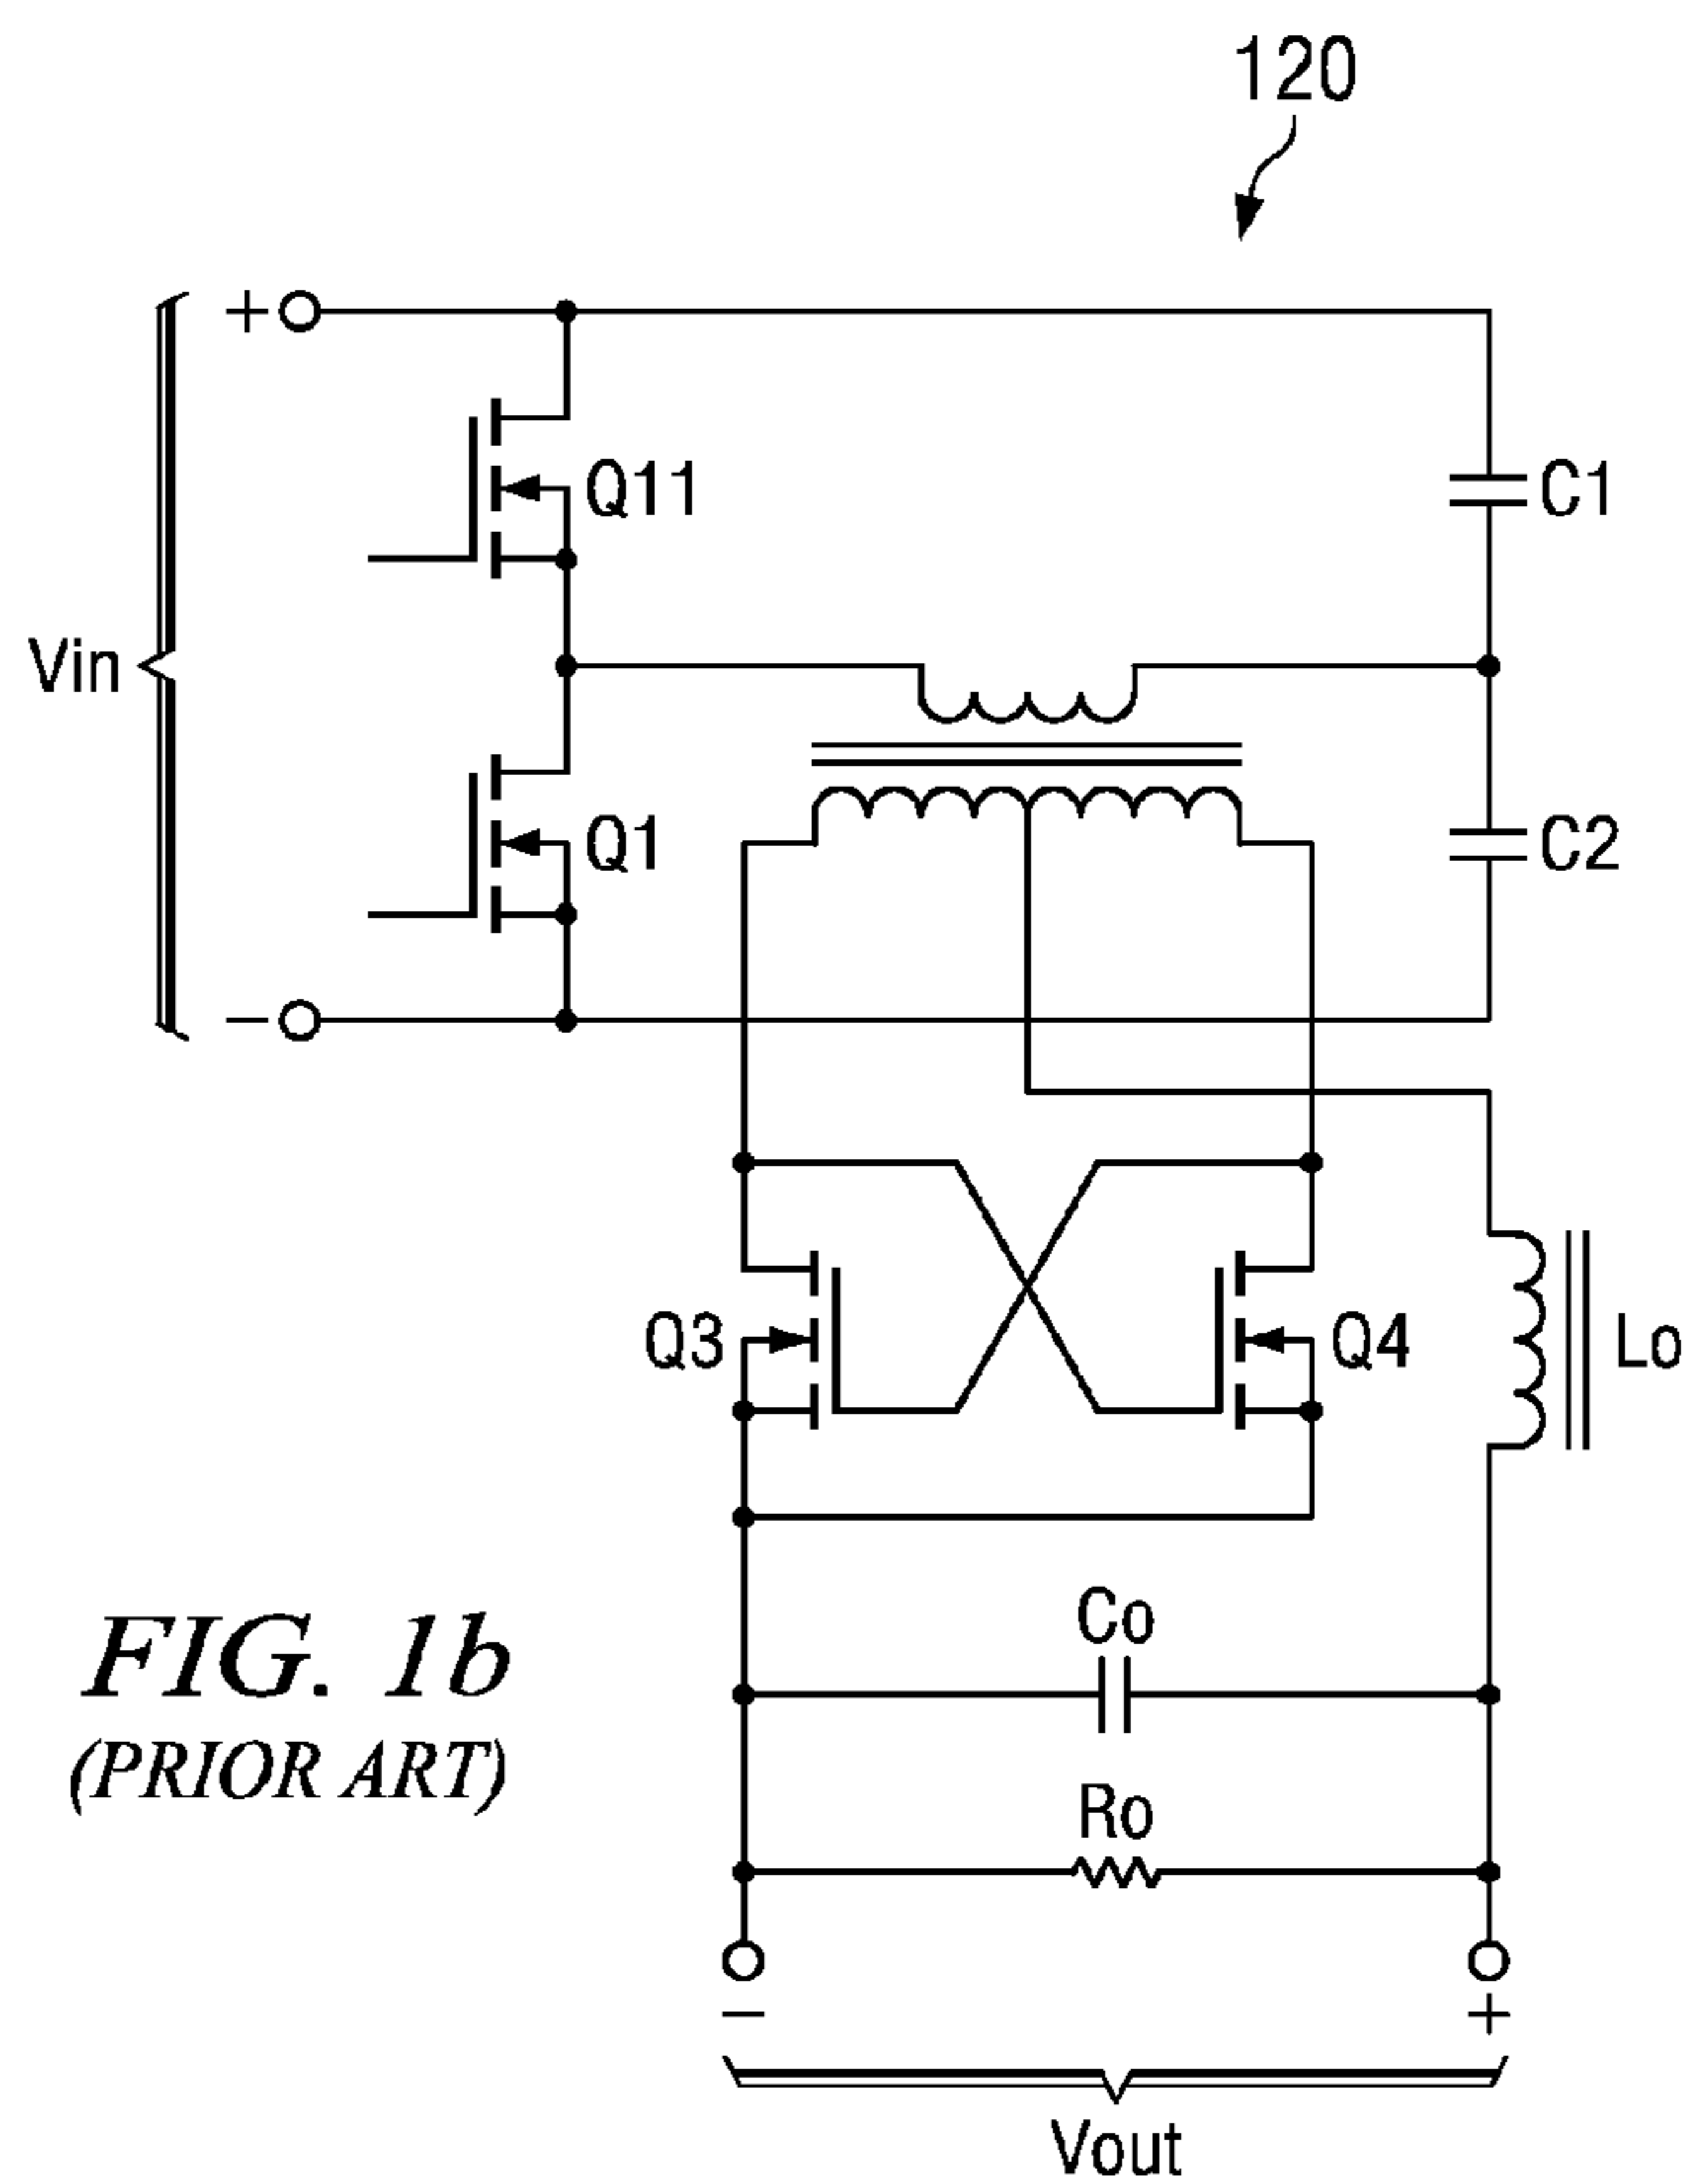 120
+
Q11
C1
Vin
Q1
C2
−
Q3
Q4
Lo
Co
Ro
− +
Vout
FIG. 1b
(PRIOR ART)